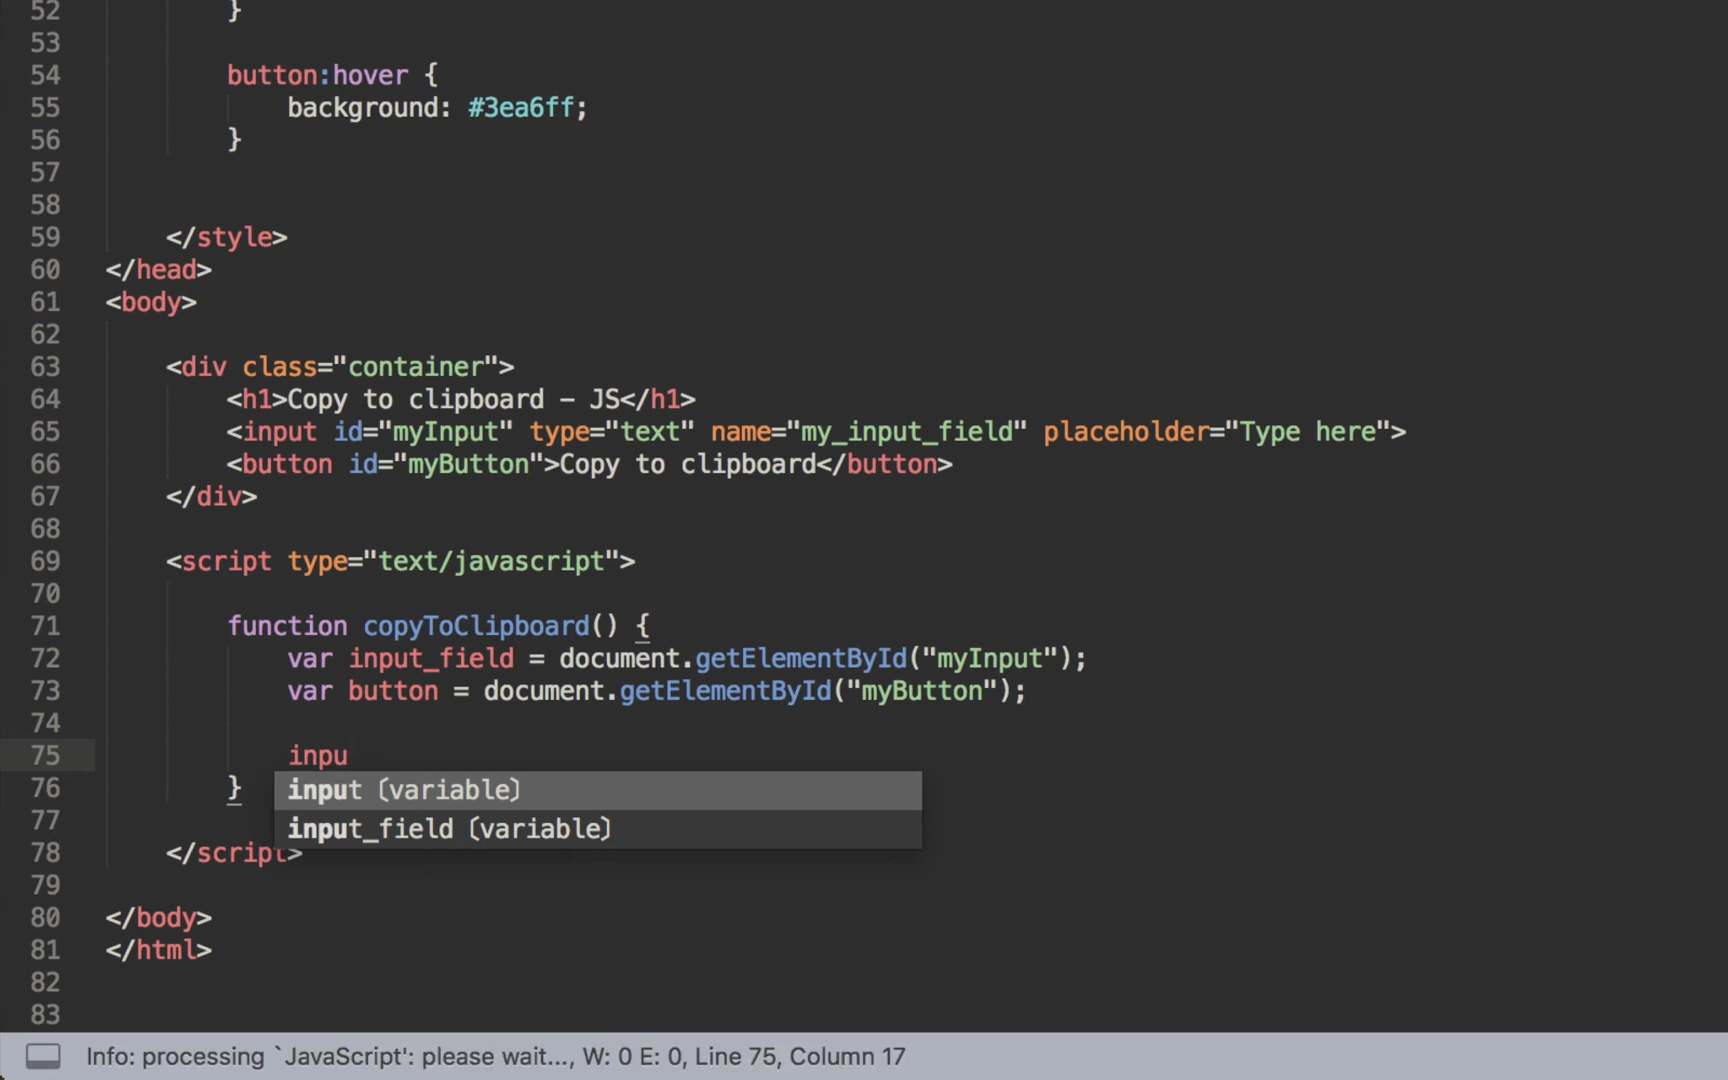 52 }
53
54 button:hover {
55 background: #3ea6ff;
56 }
57
58
59 </style>
60 </head>
61 <body>
62
63 <div class="container">
64 <h1>Copy to clipboard – JS</h1>
65 <input id="myInput" type="text" name="my_input_field" placeholder="Type here">
66 <button id="myButton">Copy to clipboard</button>
67 </div>
68
69 <script type="text/javascript">
70
71 function copyToClipboard() {
72 var input_field = document.getElementById("myInput");
73 var button = document.getElementById("myButton");
74
75 inpu
76 }
input (variable)
77
input_field (variable)
78 </script>
79
80 </body>
81 </html>
82
83
Info: processing `JavaScript': please wait..., W: 0 E: 0, Line 75, Column 17